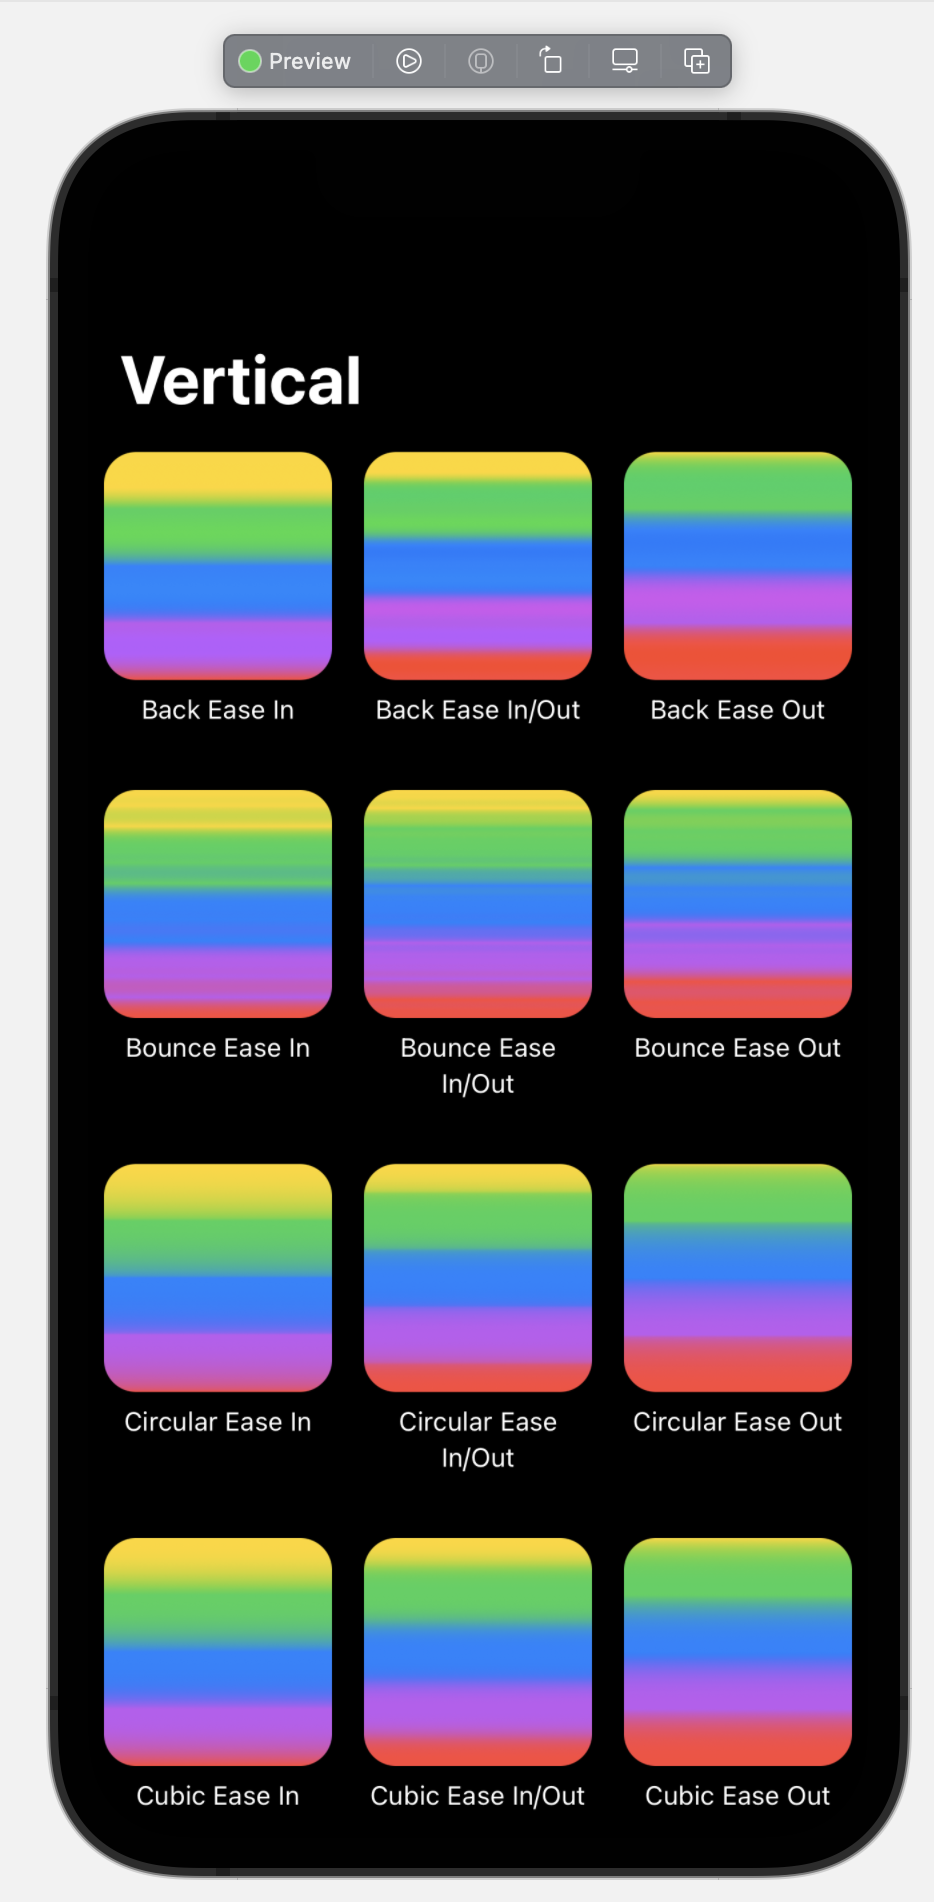 Preview
Vertical
Back Ease In
Back Ease In/Out
Back Ease Out
Bounce Ease In
Bounce Ease
In/Out
Bounce Ease Out
Circular Ease In
Circular Ease
In/Out
Circular Ease Out
Cubic Ease In
Cubic Ease In/Out
Cubic Ease Out